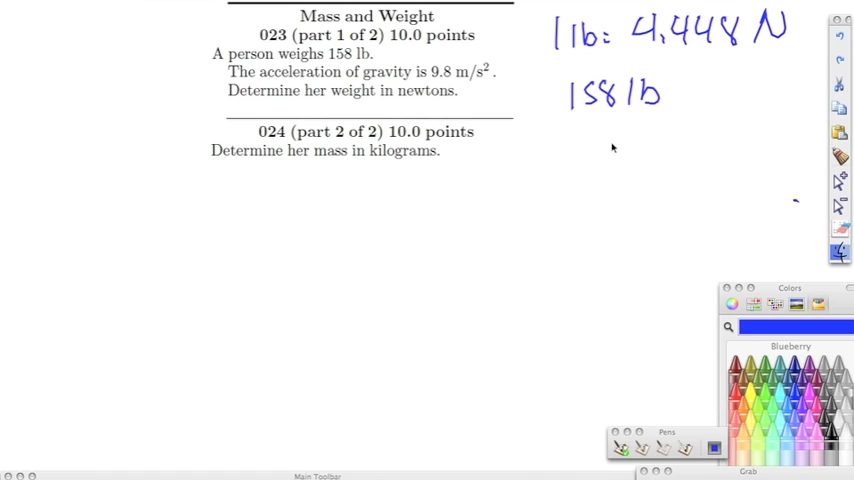 Mass and Weight
023 (part 1 of 2) 10.0 points
A person weighs 158 lb.
The acceleration of gravity is 9.8 m/s².
Determine her weight in newtons.
024 (part 2 of 2) 10.0 points
Determine her mass in kilograms.
1 lb = 4.448 N
158 lb
Colors
Blueberry
Pens
Grab
Main Toolbar